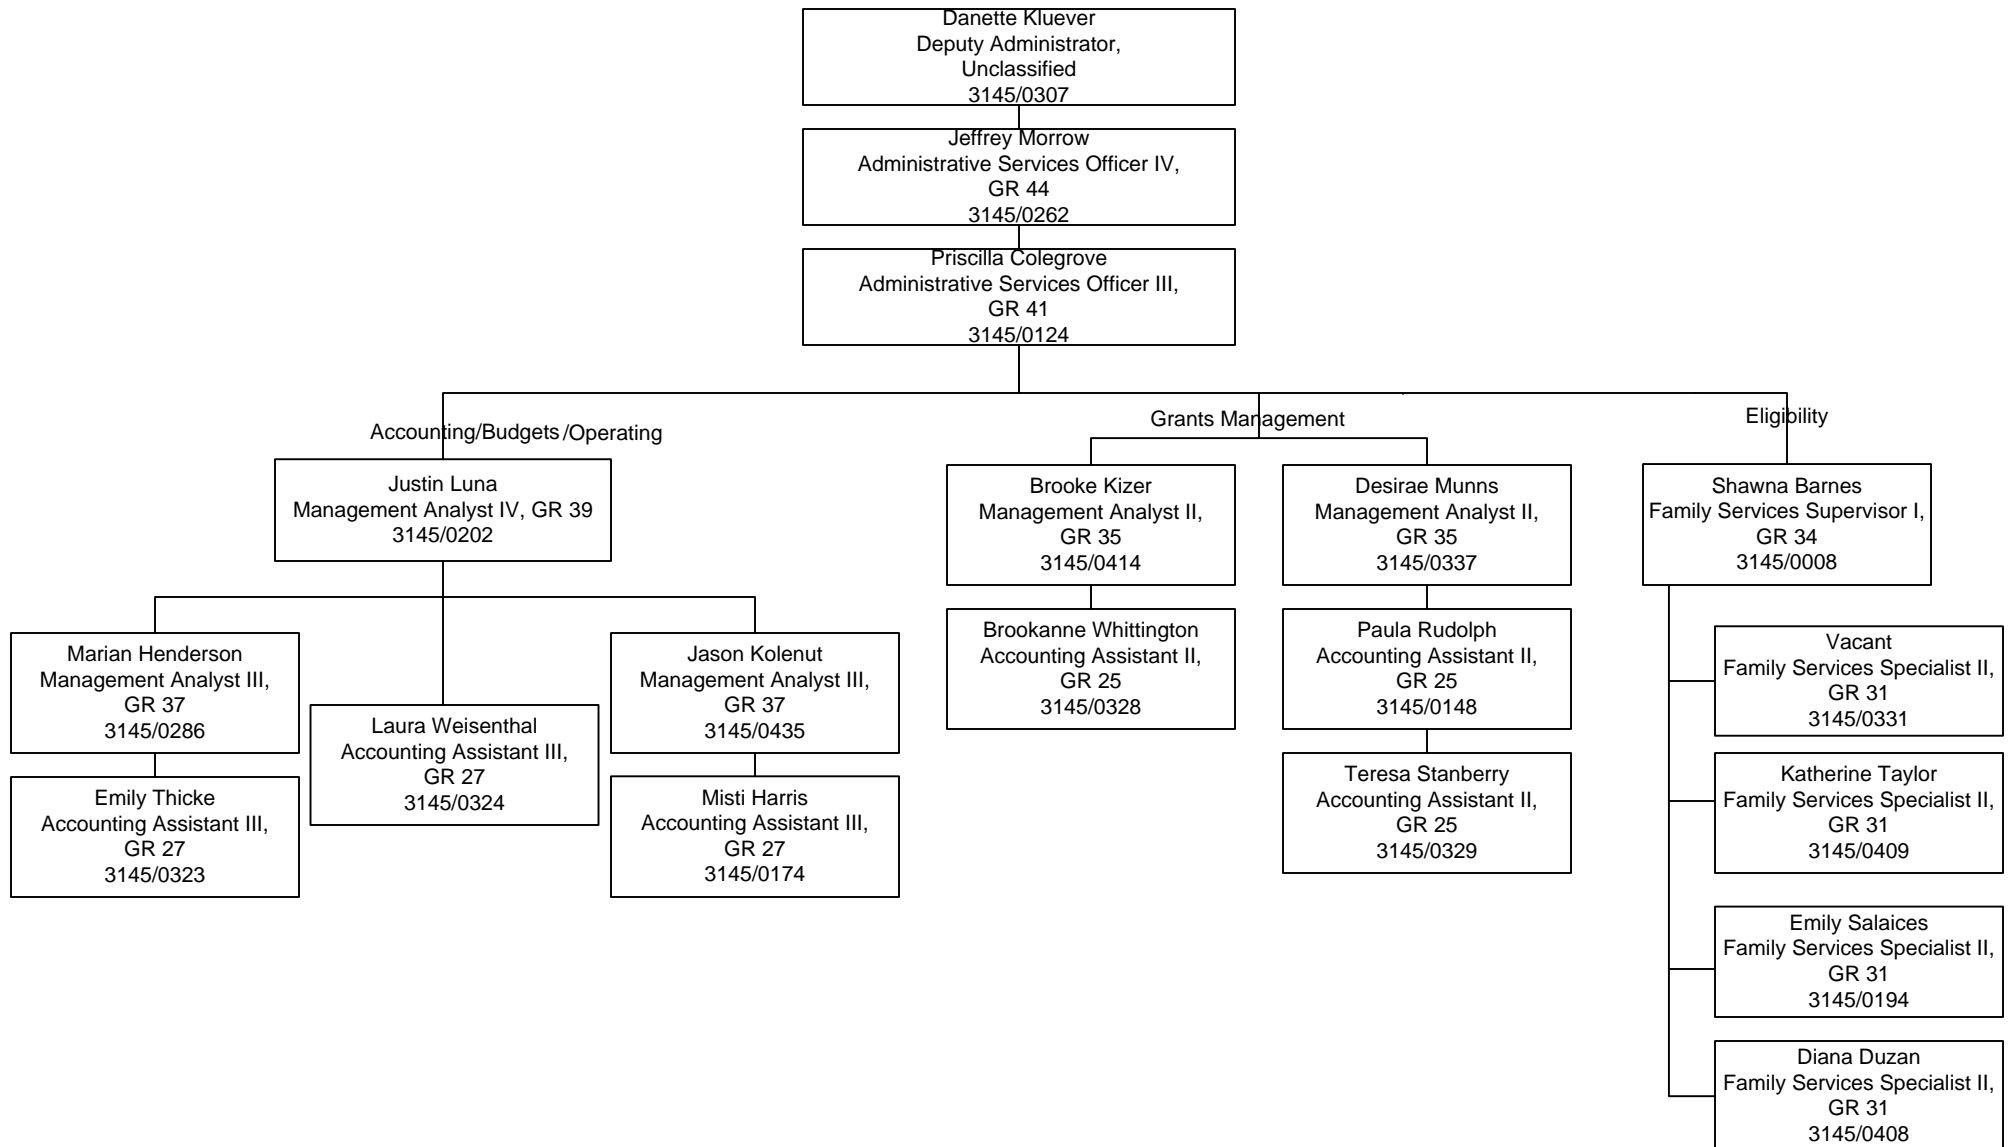 Danette Kluever
Deputy Administrator,
Unclassified
3145/0307
Jeffrey Morrow
Administrative Services Officer IV,
GR 44
3145/0262
Priscilla Colegrove
Administrative Services Officer III,
GR 41
3145/0124
Accounting/Budgets /Operating
Justin Luna
Management Analyst IV, GR 39
3145/0202
Marian Henderson
Management Analyst III,
GR 37
3145/0286
Emily Thicke
Accounting Assistant III,
GR 27
3145/0323
Laura Weisenthal
Accounting Assistant III,
GR 27
3145/0324
Jason Kolenut
Management Analyst III,
GR 37
3145/0435
Misti Harris
Accounting Assistant III,
GR 27
3145/0174
Grants Management
Brooke Kizer
Management Analyst II,
GR 35
3145/0414
Brookanne Whittington
Accounting Assistant II,
GR 25
3145/0328
Desirae Munns
Management Analyst II,
GR 35
3145/0337
Paula Rudolph
Accounting Assistant II,
GR 25
3145/0148
Teresa Stanberry
Accounting Assistant II,
GR 25
3145/0329
Eligibility
Shawna Barnes
Family Services Supervisor I,
GR 34
3145/0008
Vacant
Family Services Specialist II,
GR 31
3145/0331
Katherine Taylor
Family Services Specialist II,
GR 31
3145/0409
Emily Salaices
Family Services Specialist II,
GR 31
3145/0194
Diana Duzan
Family Services Specialist II,
GR 31
3145/0408